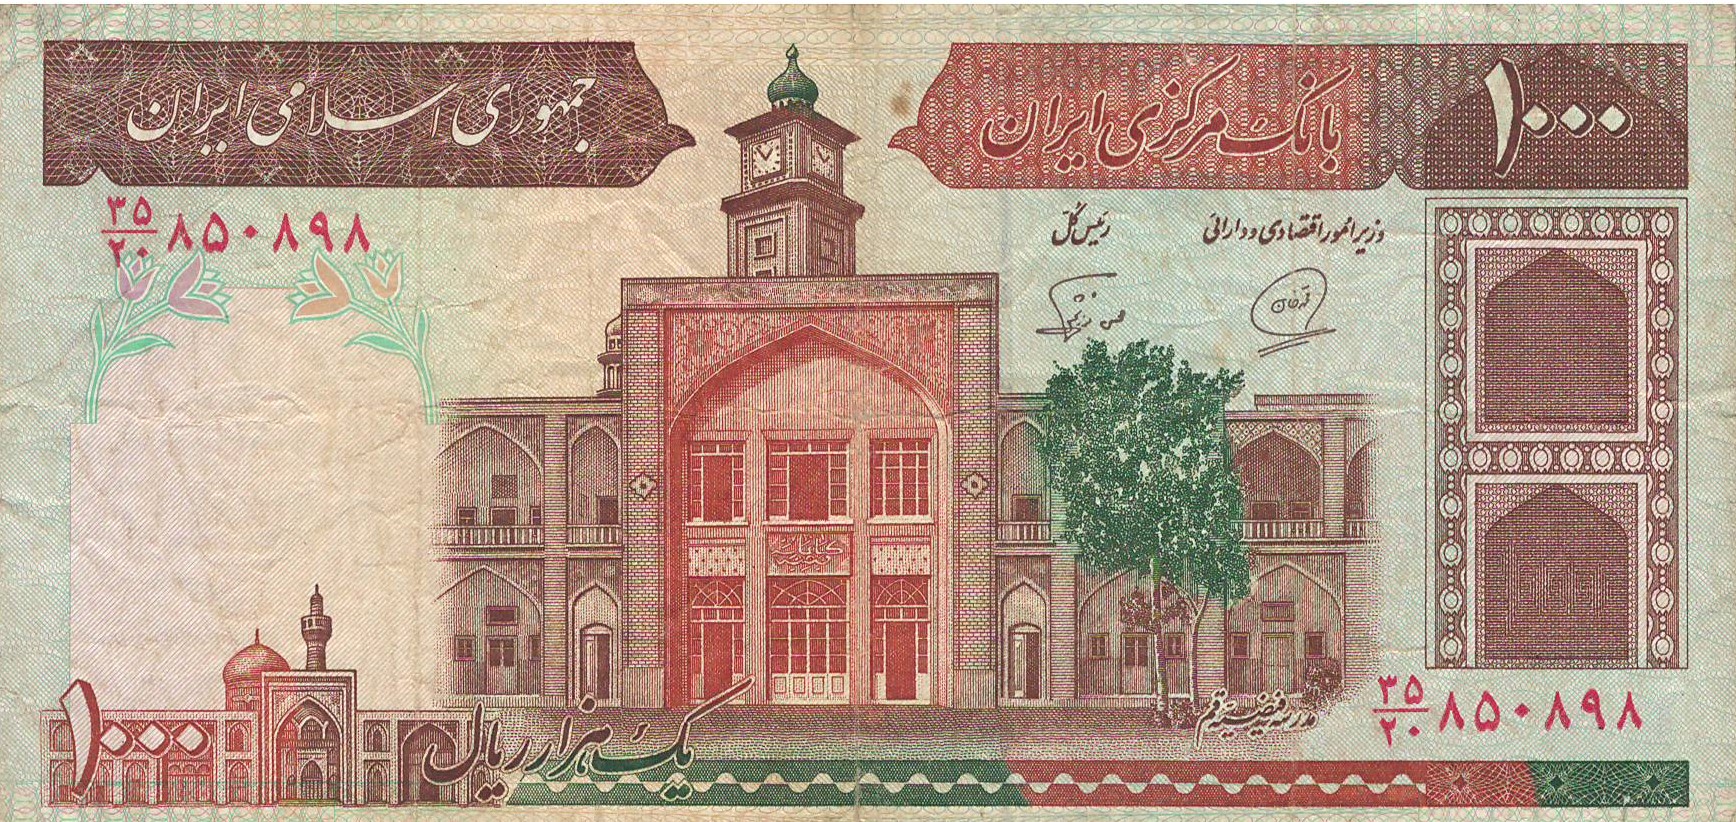 جمهوری اسلامی ایران
بانک مرکزی ایران
۱۰۰۰
۳۵/۲۰ ۸۵۰۸۹۸
رئیس کل
وزیر امور اقتصادی و دارائی
کتابخانه
مدرسه فیضیه قم
۳۵/۲۰ ۸۵۰۸۹۸
۱۰۰۰
یک هزار ریال